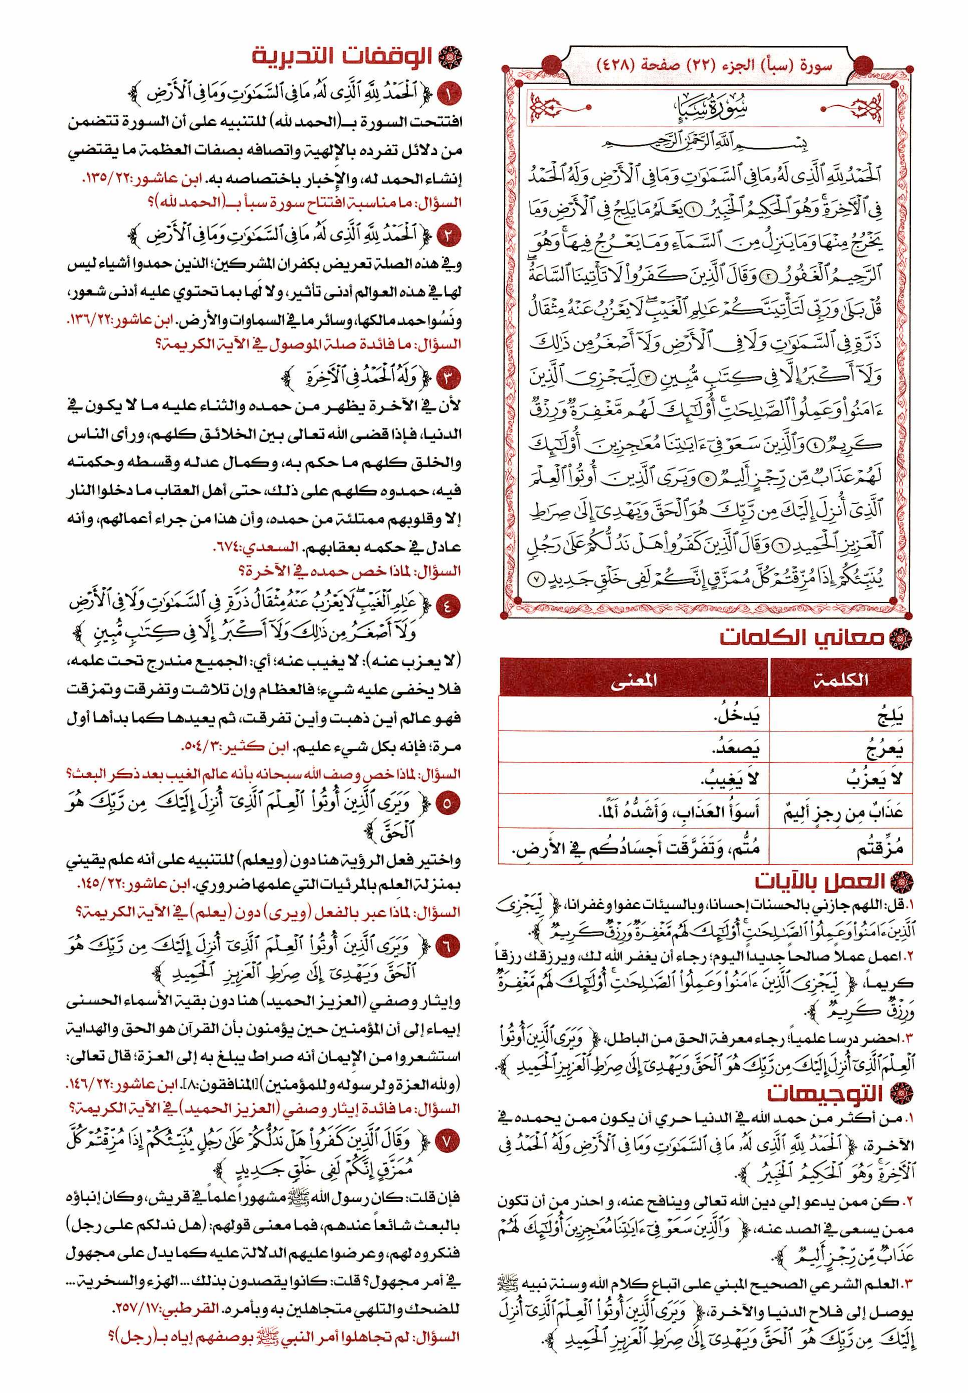 سورة (سبأ) الجزء (٢٢) صفحة (٤٢٨)
سُورَةُ سَبَإٍ
بِسْمِ ٱللَّهِ ٱلرَّحْمَٰنِ ٱلرَّحِيمِ
ٱلْحَمْدُ لِلَّهِ ٱلَّذِى لَهُۥ مَا فِى ٱلسَّمَٰوَٰتِ وَمَا فِى ٱلْأَرْضِ وَلَهُ ٱلْحَمْدُ
فِى ٱلْءَاخِرَةِ ۚ وَهُوَ ٱلْحَكِيمُ ٱلْخَبِيرُ ١ يَعْلَمُ مَا يَلِجُ فِى ٱلْأَرْضِ وَمَا
يَخْرُجُ مِنْهَا وَمَا يَنزِلُ مِنَ ٱلسَّمَآءِ وَمَا يَعْرُجُ فِيهَا ۚ وَهُوَ
ٱلرَّحِيمُ ٱلْغَفُورُ ٢ وَقَالَ ٱلَّذِينَ كَفَرُوا۟ لَا تَأْتِينَا ٱلسَّاعَةُ ۖ
قُلْ بَلَىٰ وَرَبِّى لَتَأْتِيَنَّكُمْ عَٰلِمِ ٱلْغَيْبِ ۖ لَا يَعْزُبُ عَنْهُ مِثْقَالُ
ذَرَّةٍ فِى ٱلسَّمَٰوَٰتِ وَلَا فِى ٱلْأَرْضِ وَلَآ أَصْغَرُ مِن ذَٰلِكَ
وَلَآ أَكْبَرُ إِلَّا فِى كِتَٰبٍ مُّبِينٍ ٣ لِّيَجْزِىَ ٱلَّذِينَ
ءَامَنُوا۟ وَعَمِلُوا۟ ٱلصَّٰلِحَٰتِ ۚ أُو۟لَٰٓئِكَ لَهُم مَّغْفِرَةٌ وَرِزْقٌ
كَرِيمٌ ٤ وَٱلَّذِينَ سَعَوْ فِىٓ ءَايَٰتِنَا مُعَٰجِزِينَ أُو۟لَٰٓئِكَ
لَهُمْ عَذَابٌ مِّن رِّجْزٍ أَلِيمٌ ٥ وَيَرَى ٱلَّذِينَ أُوتُوا۟ ٱلْعِلْمَ
ٱلَّذِىٓ أُنزِلَ إِلَيْكَ مِن رَّبِّكَ هُوَ ٱلْحَقَّ وَيَهْدِىٓ إِلَىٰ صِرَٰطِ
ٱلْعَزِيزِ ٱلْحَمِيدِ ٦ وَقَالَ ٱلَّذِينَ كَفَرُوا۟ هَلْ نَدُلُّكُمْ عَلَىٰ رَجُلٍ
يُنَبِّئُكُمْ إِذَا مُزِّقْتُمْ كُلَّ مُمَزَّقٍ إِنَّكُمْ لَفِى خَلْقٍ جَدِيدٍ ٧
معاني الكلمات
الكلمة المعنى
يَلِجُ يَدخُلُ.
يَعرُجُ يَصعَدُ.
لاَ يَعزُبُ لاَ يَغِيبُ.
عَذَابٌ مِن رِجزٍ أَلِيمٌ أَسوَأُ العَذَابِ، وَأَشَدُّهُ أَلَمًا.
مُزِّقتُم مُتُّم، وَتَفَرَّقَت أَجسَادُكُم فِي الأَرضِ.
العمل بالآيات
١. قل: اللهم جازني بالحسنات إحسانا، وبالسيئات عفوا وغفرانا، ﴿ لِّيَجْزِىَ
ٱلَّذِينَ ءَامَنُوا۟ وَعَمِلُوا۟ ٱلصَّٰلِحَٰتِ ۚ أُو۟لَٰٓئِكَ لَهُم مَّغْفِرَةٌ وَرِزْقٌ كَرِيمٌ ﴾.
٢. اعمل عملاً صالحاً جديداً اليوم؛ رجاء أن يغفر الله لك، ويرزقك رزقاً
كريماً، ﴿ لِّيَجْزِىَ ٱلَّذِينَ ءَامَنُوا۟ وَعَمِلُوا۟ ٱلصَّٰلِحَٰتِ ۚ أُو۟لَٰٓئِكَ لَهُم مَّغْفِرَةٌ
وَرِزْقٌ كَرِيمٌ ﴾.
٣. احضر درسا علمياً؛ رجاء معرفة الحق من الباطل، ﴿ وَيَرَى ٱلَّذِينَ أُوتُوا۟
ٱلْعِلْمَ ٱلَّذِىٓ أُنزِلَ إِلَيْكَ مِن رَّبِّكَ هُوَ ٱلْحَقَّ وَيَهْدِىٓ إِلَىٰ صِرَٰطِ ٱلْعَزِيزِ ٱلْحَمِيدِ ﴾.
التوجيهات
١. من أكثر من حمد الله في الدنيا حري أن يكون ممن يحمده في
الآخرة، ﴿ ٱلْحَمْدُ لِلَّهِ ٱلَّذِى لَهُۥ مَا فِى ٱلسَّمَٰوَٰتِ وَمَا فِى ٱلْأَرْضِ وَلَهُ ٱلْحَمْدُ فِى
ٱلْءَاخِرَةِ ۚ وَهُوَ ٱلْحَكِيمُ ٱلْخَبِيرُ ﴾.
٢. كن ممن يدعو إلى دين الله تعالى وينافح عنه، و احذر من أن تكون
ممن يسعى في الصد عنه، ﴿ وَٱلَّذِينَ سَعَوْ فِىٓ ءَايَٰتِنَا مُعَٰجِزِينَ أُو۟لَٰٓئِكَ لَهُمْ
عَذَابٌ مِّن رِّجْزٍ أَلِيمٌ ﴾.
٣. العلم الشرعي الصحيح المبني على اتباع كلام الله وسنة نبيه ﷺ
يوصل إلى فلاح الدنيا والآخرة، ﴿ وَيَرَى ٱلَّذِينَ أُوتُوا۟ ٱلْعِلْمَ ٱلَّذِىٓ أُنزِلَ
إِلَيْكَ مِن رَّبِّكَ هُوَ ٱلْحَقَّ وَيَهْدِىٓ إِلَىٰ صِرَٰطِ ٱلْعَزِيزِ ٱلْحَمِيدِ ﴾.
الوقفات التدبرية
١ ﴿ ٱلْحَمْدُ لِلَّهِ ٱلَّذِى لَهُۥ مَا فِى ٱلسَّمَٰوَٰتِ وَمَا فِى ٱلْأَرْضِ ﴾
افتتحت السورة بـ(الحمد لله) للتنبيه على أن السورة تتضمن
من دلائل تفرده بالإلهية واتصافه بصفات العظمة ما يقتضي
إنشاء الحمد له، والإخبار باختصاصه به. ابن عاشور: ١٣٥/٢٢.
السؤال: ما مناسبة افتتاح سورة سبأ بـ(الحمد لله)؟
٢ ﴿ ٱلْحَمْدُ لِلَّهِ ٱلَّذِى لَهُۥ مَا فِى ٱلسَّمَٰوَٰتِ وَمَا فِى ٱلْأَرْضِ ﴾
وفي هذه الصلة تعريض بكفران المشركين؛ الذين حمدوا أشياء ليس
لها في هذه العوالم أدنى تأثير، ولا لَها بما تحتوي عليه أدنى شعور،
ونَسُوا حمد مالكها، وسائر ما في السماوات والأرض. ابن عاشور: ١٣٦/٢٢.
السؤال: ما فائدة صلة الموصول في الآية الكريمة؟
٣ ﴿ وَلَهُ ٱلْحَمْدُ فِى ٱلْءَاخِرَةِ ﴾
لأن في الآخرة يظهر من حمده والثناء عليه ما لا يكون في
الدنيا، فإذا قضى الله تعالى بين الخلائق كلهم، ورأى الناس
والخلق كلهم ما حكم به، وكمال عدله وقسطه وحكمته
فيه، حمدوه كلهم على ذلك، حتى أهل العقاب ما دخلوا النار
إلا وقلوبهم ممتلئة من حمده، وأن هذا من جراء أعمالهم، وأنه
عادل في حكمه بعقابهم. السعدي: ٦٧٤.
السؤال: لماذا خص حمده في الآخرة؟
٤ ﴿ عَٰلِمِ ٱلْغَيْبِ ۖ لَا يَعْزُبُ عَنْهُ مِثْقَالُ ذَرَّةٍ فِى ٱلسَّمَٰوَٰتِ وَلَا فِى ٱلْأَرْضِ
وَلَآ أَصْغَرُ مِن ذَٰلِكَ وَلَآ أَكْبَرُ إِلَّا فِى كِتَٰبٍ مُّبِينٍ ﴾
(لا يعزب عنه): لا يغيب عنه؛ أي: الجميع مندرج تحت علمه،
فلا يخفى عليه شيء؛ فالعظام وإن تلاشت وتفرقت وتمزقت
فهو عالم أين ذهبت وأين تفرقت، ثم يعيدها كما بدأها أول
مرة؛ فإنه بكل شيء عليم. ابن كثير: ٥٠٤/٣.
السؤال: لماذا خص وصف الله سبحانه بأنه عالم الغيب بعد ذكر البعث؟
٥ ﴿ وَيَرَى ٱلَّذِينَ أُوتُوا۟ ٱلْعِلْمَ ٱلَّذِىٓ أُنزِلَ إِلَيْكَ مِن رَّبِّكَ هُوَ
ٱلْحَقَّ ﴾
واختير فعل الرؤية هنا دون (ويعلم) للتنبيه على أنه علم يقيني
بمنزلة العلم بالمرئيات التي علمها ضروري. ابن عاشور: ١٤٥/٢٢.
السؤال: لماذا عبر بالفعل (ويرى) دون (يعلم) في الآية الكريمة؟
٦ ﴿ وَيَرَى ٱلَّذِينَ أُوتُوا۟ ٱلْعِلْمَ ٱلَّذِىٓ أُنزِلَ إِلَيْكَ مِن رَّبِّكَ هُوَ
ٱلْحَقَّ وَيَهْدِىٓ إِلَىٰ صِرَٰطِ ٱلْعَزِيزِ ٱلْحَمِيدِ ﴾
وإيثار وصفي (العزيز الحميد) هنا دون بقية الأسماء الحسنى
إيماء إلى أن المؤمنين حين يؤمنون بأن القرآن هو الحق والهداية
استشعروا من الإيمان أنه صراط يبلغ به إلى العزة؛ قال تعالى:
(ولله العزة ولرسوله وللمؤمنين) [المنافقون: ٨]. ابن عاشور: ١٤٦/٢٢.
السؤال: ما فائدة إيثار وصفي (العزيز الحميد) في الآية الكريمة؟
٧ ﴿ وَقَالَ ٱلَّذِينَ كَفَرُوا۟ هَلْ نَدُلُّكُمْ عَلَىٰ رَجُلٍ يُنَبِّئُكُمْ إِذَا مُزِّقْتُمْ كُلَّ
مُمَزَّقٍ إِنَّكُمْ لَفِى خَلْقٍ جَدِيدٍ ﴾
فإن قلت: كان رسول الله ﷺ مشهوراً علماً في قريش، وكان إنباؤه
بالبعث شائعاً عندهم، فما معنى قولهم: (هل ندلكم على رجل)
فنكروه لهم، وعرضوا عليهم الدلالة عليه كما يدل على مجهول
في أمر مجهول؟ قلت: كانوا يقصدون بذلك... الهزء والسخرية...
للضحك والتلهي متجاهلين به وبأمره. القرطبي: ٢٥٧/١٧.
السؤال: لم تجاهلوا أمر النبي ﷺ بوصفهم إياه بـ(رجل)؟